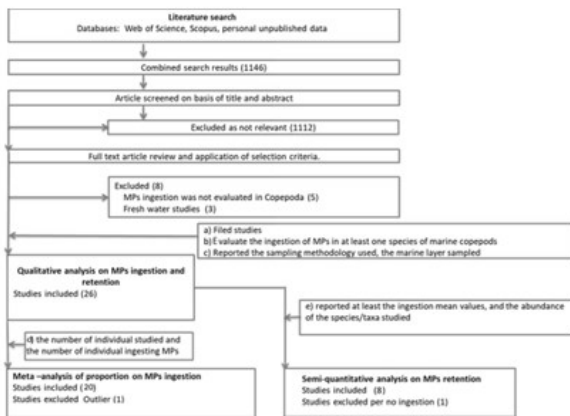 Literature search
Databases: Web of Science, Scopus, personal unpublished data
Combined search results (1146)
Article screened on basis of title and abstract
Excluded as not relevant (1112)
Full text article review and application of selection criteria.
Excluded (8)
MPs ingestion was not evaluated in Copepoda (5)
Fresh water studies (3)
a) Filed studies
b) Evaluate the ingestion of MPs in at least one species of marine copepods
c) Reported the sampling methodology used, the marine layer sampled
Qualitative analysis on MPs ingestion and
retention
Studies included (26)
e) reported at least the ingestion mean values, and the abundance
of the species/taxa studied
d) the number of individual studied and
the number of individual ingesting MPs
Meta –analysis of proportion on MPs ingestion
Studies included (20)
Studies excluded Outlier (1)
Semi-quantitative analysis on MPs retention
Studies included (8)
Studies excluded per no ingestion (1)